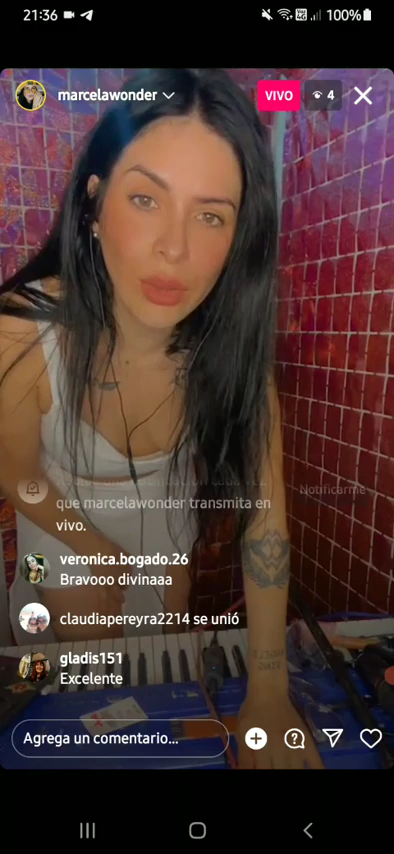 21:36
100%
marcelawonder
VIVO
4
que marcelawonder transmita en
Notificarme
vivo.
veronica.bogado.26
Bravooo divinaaa
claudiapereyra2214 se unió
gladis151
Excelente
Agrega un comentario...